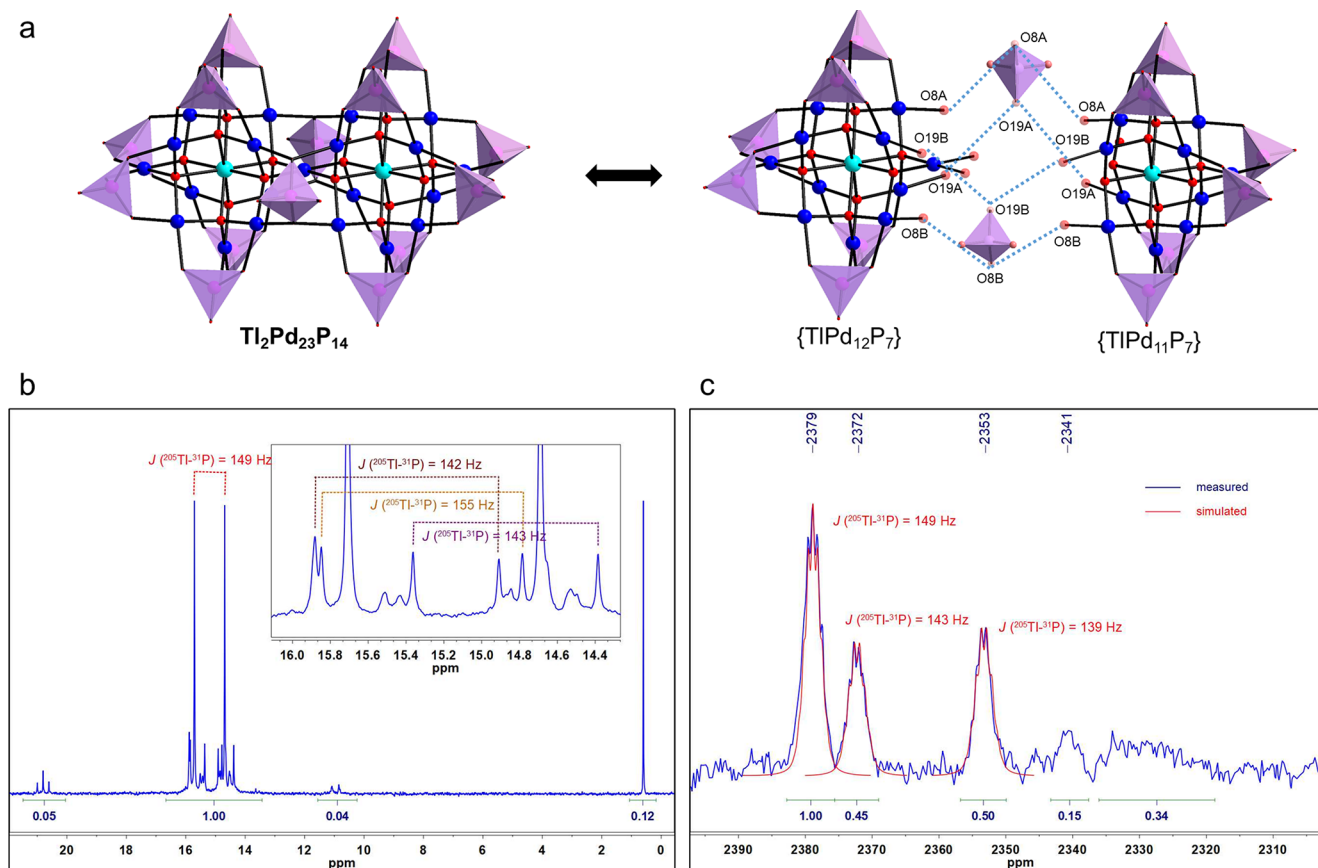 a
O8A
O8A
O8A
O19B
O19A
O19B
O19A
O19A
O19B
O8B
O8B
O8B
Tl₂Pd₂₃P₁₄
{TlPd₁₂P₇}
{TlPd₁₁P₇}
b
J (²⁰⁵Tl-³¹P) = 149 Hz
J (²⁰⁵Tl-³¹P) = 142 Hz
J (²⁰⁵Tl-³¹P) = 155 Hz
J (²⁰⁵Tl-³¹P) = 143 Hz
16.0 15.8 15.6 15.4 15.2 15.0 14.8 14.6 14.4
ppm
0.05 1.00 0.04 0.12
20 18 16 14 12 10 8 6 4 2 0
ppm
c
2379 2372 2353 2341
measured
simulated
J (²⁰⁵Tl-³¹P) = 149 Hz
J (²⁰⁵Tl-³¹P) = 143 Hz
J (²⁰⁵Tl-³¹P) = 139 Hz
1.00 0.45 0.50 0.15 0.34
2390 2380 2370 2360 2350 2340 2330 2320 2310
ppm